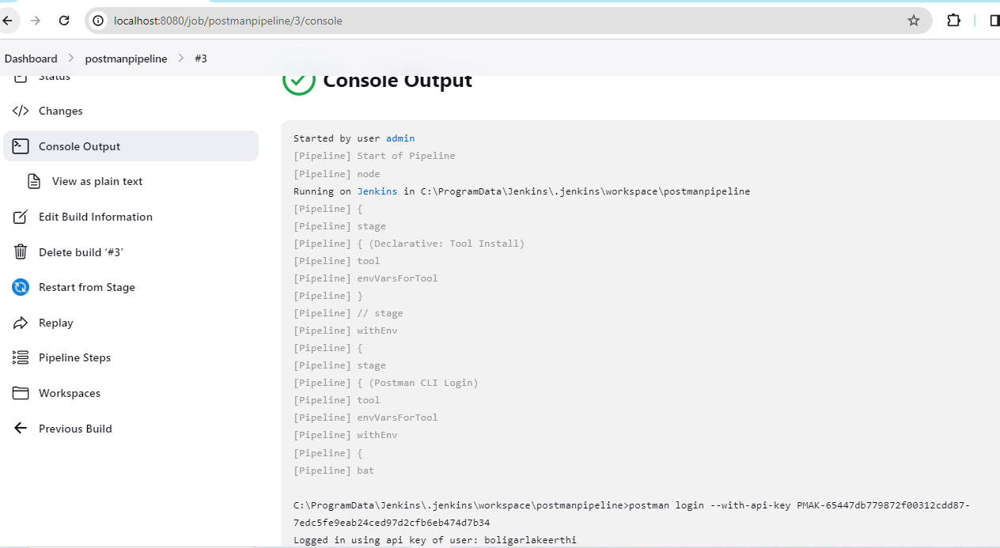 localhost:8080/job/postmanpipeline/3/console
Dashboard > postmanpipeline > #3
Status
Changes
Console Output
View as plain text
Edit Build Information
Delete build ‘#3’
Restart from Stage
Replay
Pipeline Steps
Workspaces
Previous Build
Console Output
Started by user admin
[Pipeline] Start of Pipeline
[Pipeline] node
Running on Jenkins in C:\ProgramData\Jenkins\.jenkins\workspace\postmanpipeline
[Pipeline] {
[Pipeline] stage
[Pipeline] { (Declarative: Tool Install)
[Pipeline] tool
[Pipeline] envVarsForTool
[Pipeline] }
[Pipeline] // stage
[Pipeline] withEnv
[Pipeline] {
[Pipeline] stage
[Pipeline] { (Postman CLI Login)
[Pipeline] tool
[Pipeline] envVarsForTool
[Pipeline] withEnv
[Pipeline] {
[Pipeline] bat
C:\ProgramData\Jenkins\.jenkins\workspace\postmanpipeline>postman login --with-api-key PMAK-65447db779872f00312cdd87-
7edc5fe9eab24ced97d2cfb6eb474d7b34
Logged in using api key of user: boligarlakeerthi